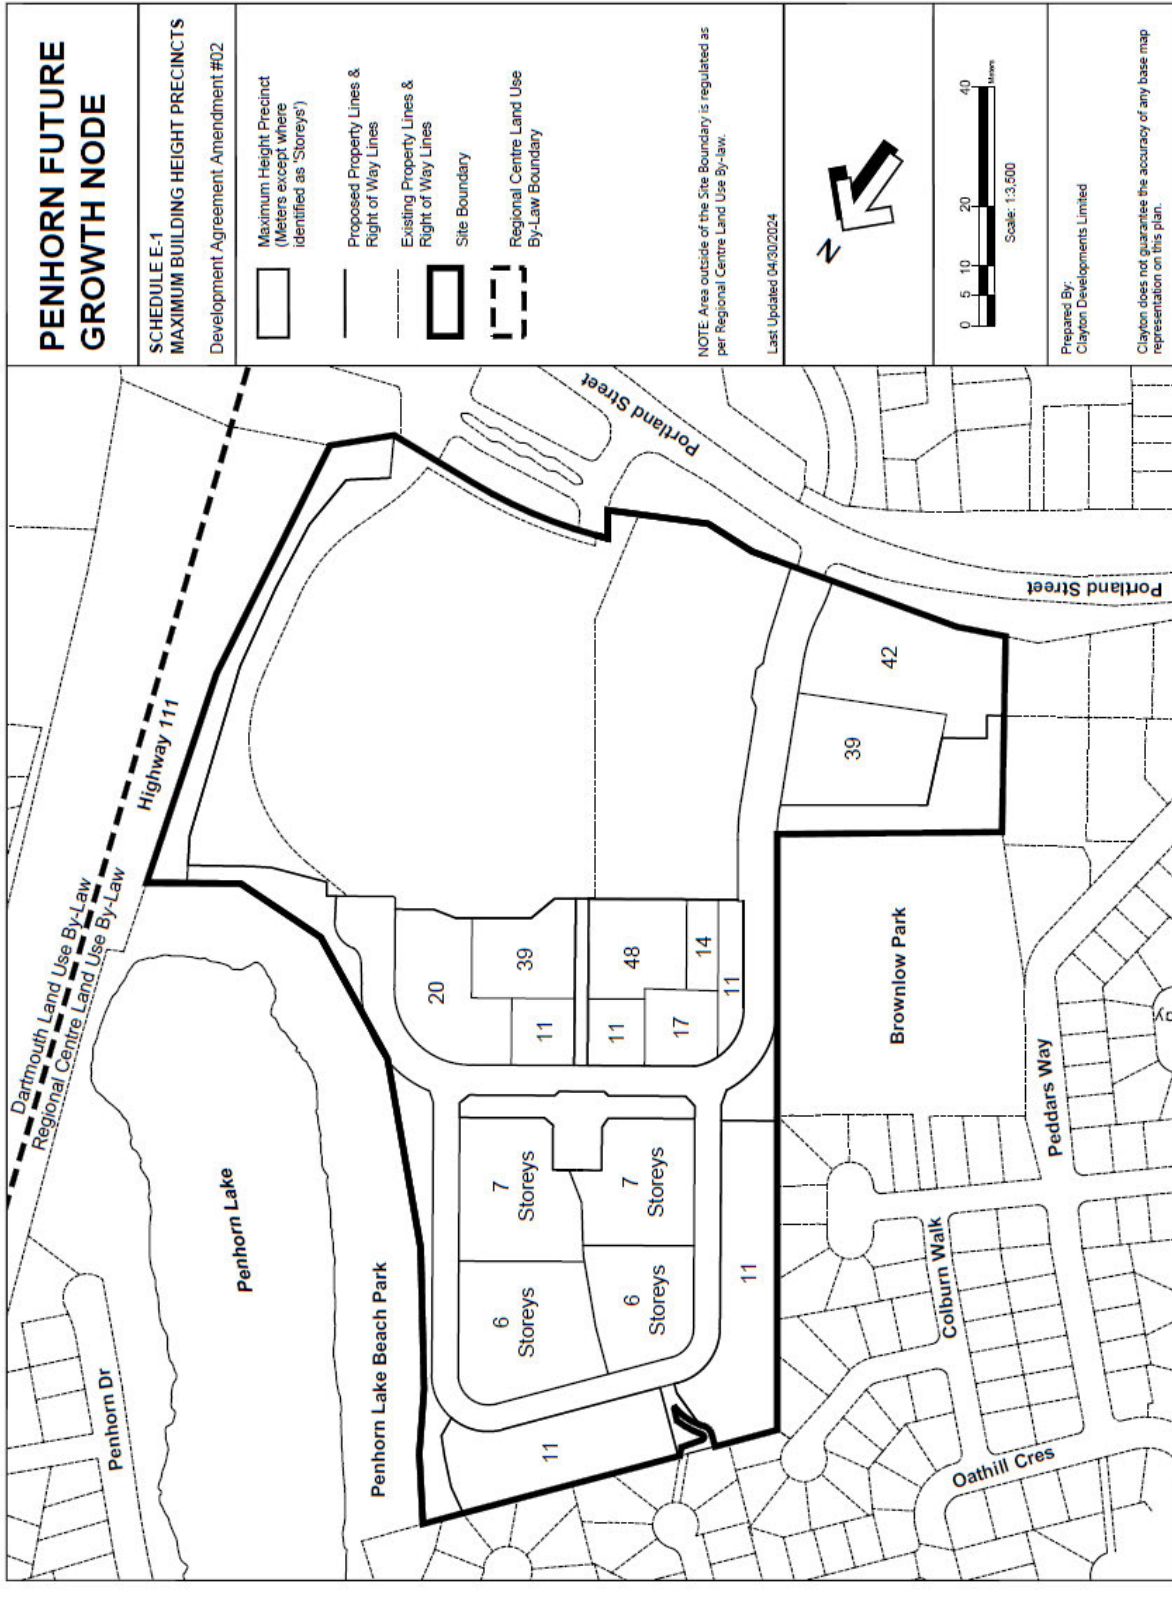 PENHORN FUTURE
GROWTH NODE
SCHEDULE E-1
MAXIMUM BUILDING HEIGHT PRECINCTS
Development Agreement Amendment #02
Maximum Height Precinct
(Meters except where
identified as 'Storeys')
Proposed Property Lines &
Right of Way Lines
Existing Property Lines &
Right of Way Lines
Site Boundary
Regional Centre Land Use
By-Law Boundary
NOTE: Area outside of the Site Boundary is regulated as
per Regional Centre Land Use By-law.
Last Updated 04/30/2024
N
0 5 10 20 40
Meters
Scale: 1:3,500
Prepared By:
Clayton Developments Limited
Clayton does not guarantee the accuracy of any base map
representation on this plan.
Dartmouth Land Use By-Law
Regional Centre Land Use By-Law
Highway 111
Portland Street
Portland Street
Penhorn Dr
Penhorn Lake
Penhorn Lake Beach Park
11
6
Storeys
7
Storeys
20
11
39
6
Storeys
7
Storeys
11
48
17
14
11
11
39
42
Brownlow Park
Colburn Walk
Peddars Way
Oathill Cres